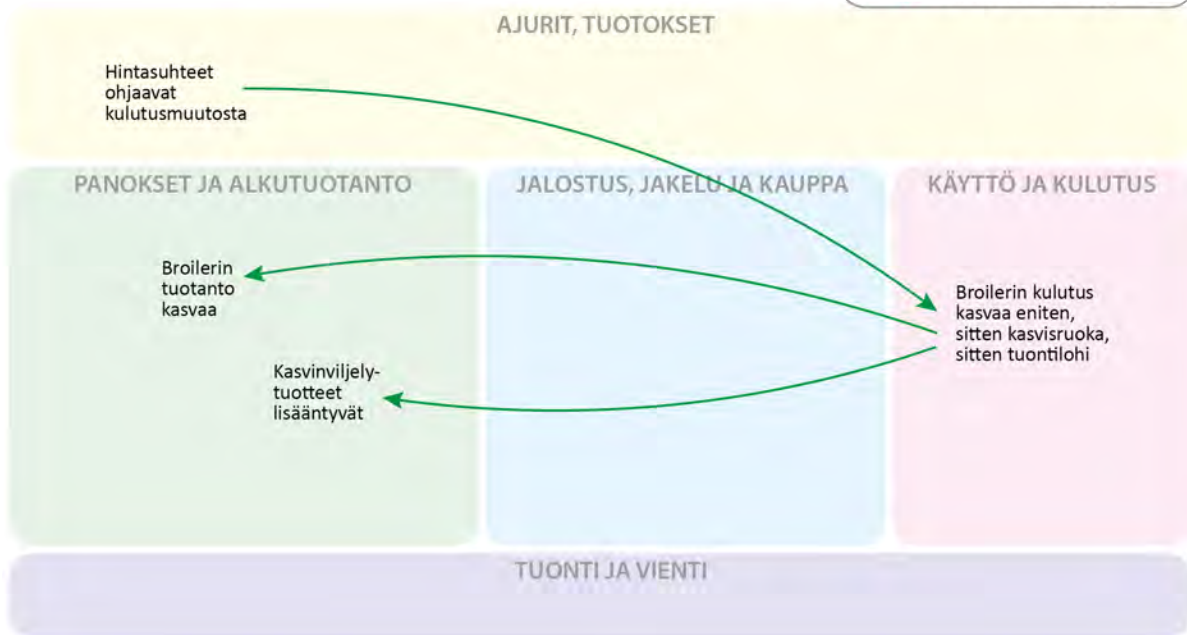 AJURIT, TUOTOKSET
Hintasuhteet
ohjaavat
kulutusmuutosta
PANOKSET JA ALKUTUOTANTO
JALOSTUS, JAKELU JA KAUPPA
KÄYTTÖ JA KULUTUS
Broilerin
tuotanto
kasvaa
Broilerin kulutus
kasvaa eniten,
sitten kasvisruoka,
sitten tuontilohi
Kasvinviljely-
tuotteet
lisääntyvät
TUONTI JA VIENTI